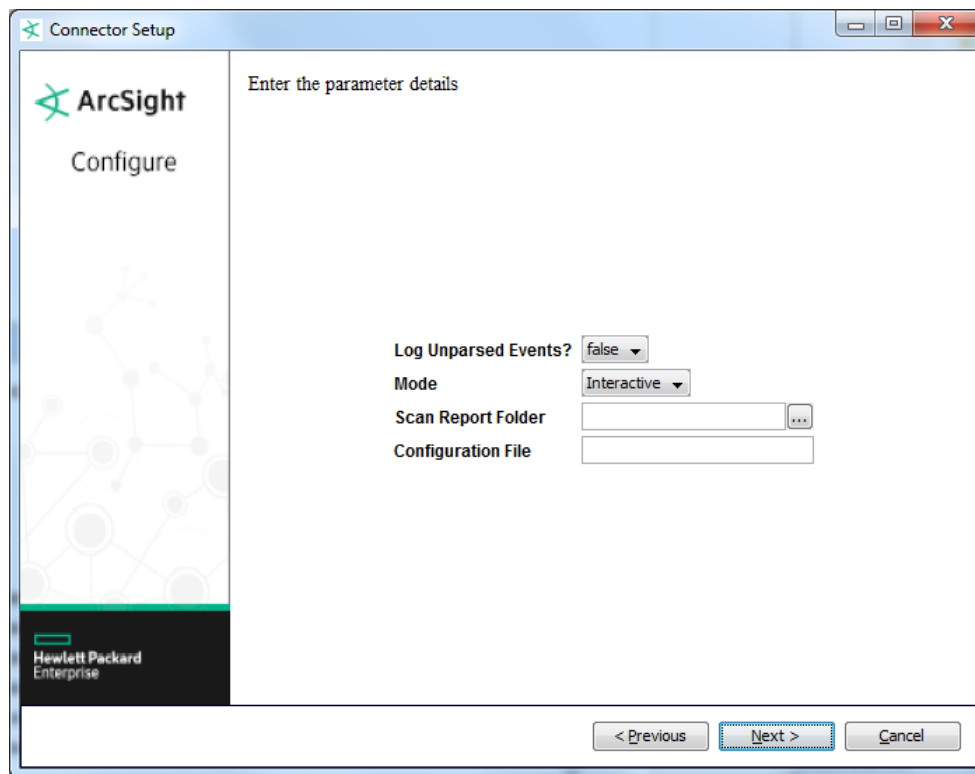 Connector Setup
ArcSight
Configure
Enter the parameter details
Log Unparsed Events? false
Mode Interactive
Scan Report Folder ...
Configuration File
Hewlett Packard
Enterprise
< Previous Next > Cancel